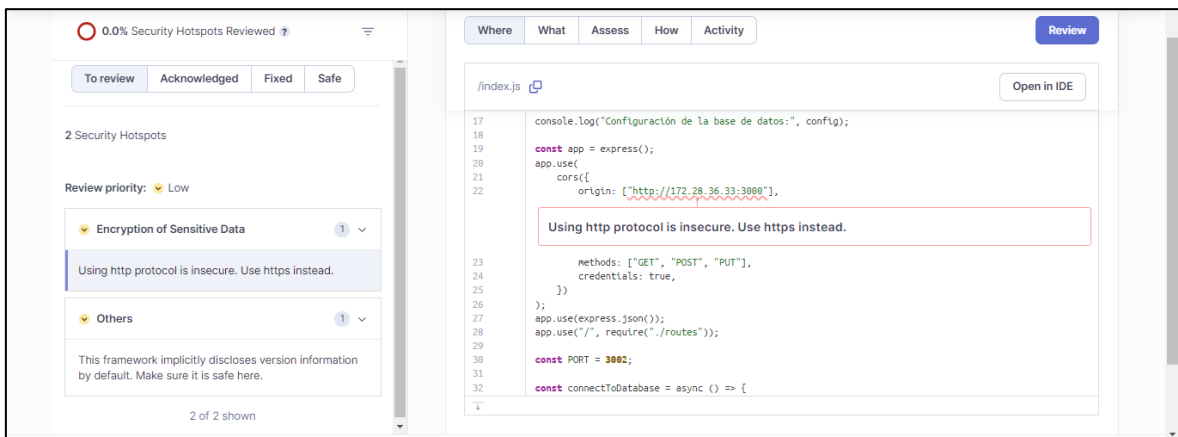 0.0% Security Hotspots Reviewed ?
To review Acknowledged Fixed Safe
2 Security Hotspots
Review priority: Low
Encryption of Sensitive Data 1
Using http protocol is insecure. Use https instead.
Others 1
This framework implicitly discloses version information
by default. Make sure it is safe here.
2 of 2 shown
Where What Assess How Activity Review
/index.js Open in IDE
17 console.log("Configuración de la base de datos:", config);
18
19 const app = express();
20 app.use(
21 cors({
22 origin: ["http://172.28.36.33:3000"],
Using http protocol is insecure. Use https instead.
23 methods: ["GET", "POST", "PUT"],
24 credentials: true,
25 })
26 );
27 app.use(express.json());
28 app.use("/", require("./routes"));
29
30 const PORT = 3002;
31
32 const connectToDatabase = async () => {